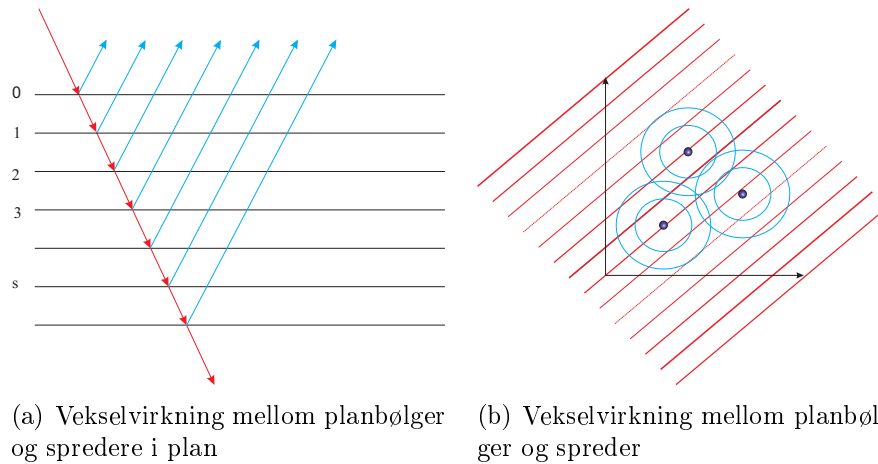 0
1
2
3
s
(a) Vekselvirkning mellom planbølger
og spredere i plan
(b) Vekselvirkning mellom planbøl
ger og spreder